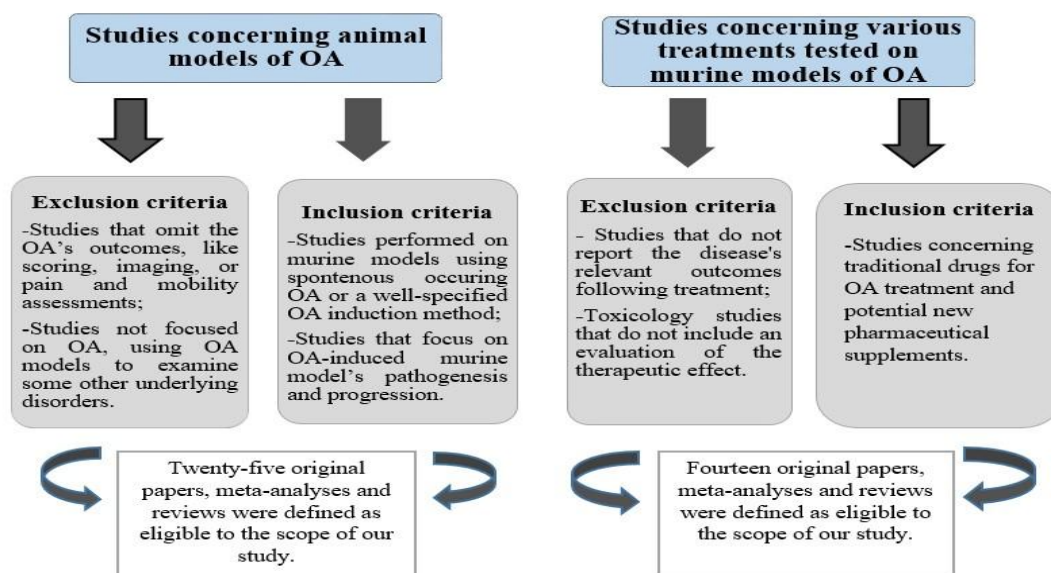 Studies concerning animal
models of OA
Studies concerning various
treatments tested on
murine models of OA
Exclusion criteria
-Studies that omit the
OA's outcomes, like
scoring, imaging, or
pain and mobility
assessments;
-Studies not focused
on OA, using OA
models to examine
some other underlying
disorders.
Inclusion criteria
-Studies performed on
murine models using
spontenous occuring
OA or a well-specified
OA induction method;
-Studies that focus on
OA-induced murine
model's pathogenesis
and progression.
Exclusion criteria
- Studies that do not
report the disease's
relevant outcomes
following treatment;
-Toxicology studies
that do not include an
evaluation of the
therapeutic effect.
Inclusion criteria
-Studies concerning
traditional drugs for
OA treatment and
potential new
pharmaceutical
supplements.
Twenty-five original
papers, meta-analyses and
reviews were defined as
eligible to the scope of our
study.
Fourteen original papers,
meta-analyses and reviews
were defined as eligible to
the scope of our study.